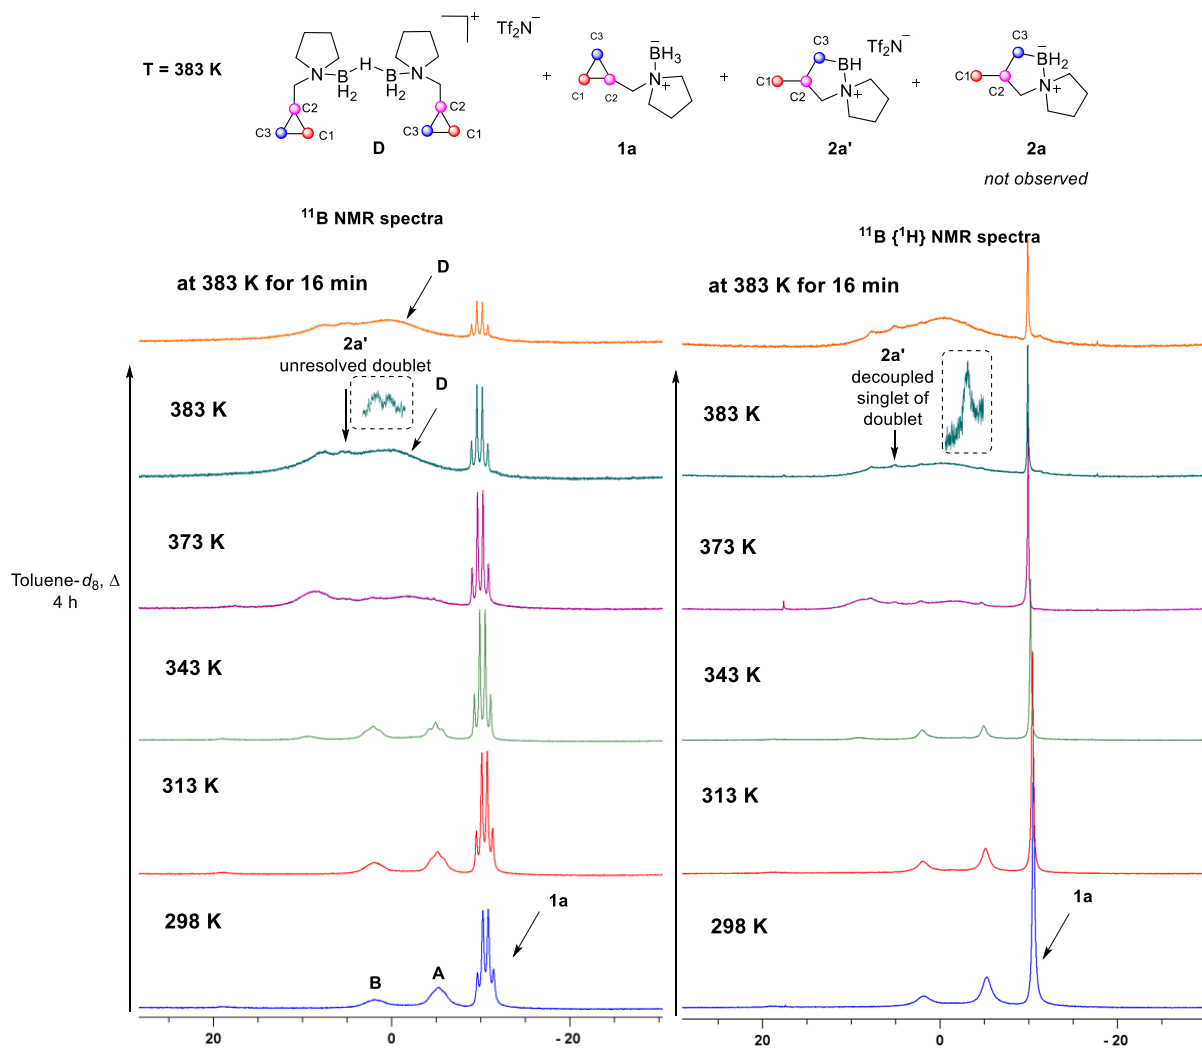 T = 383 K
N
B
H2
H
B
H2
N
+
Tf2N−
C2
C3
C1
C2
C3
C1
D
+
C3
C1
C2
−
BH3
N
+
1a
+
C3
C1
C2
BH
N
+
Tf2N−
2a'
+
C3
C1
C2
−
BH2
N
+
2a
not observed
11B NMR spectra
11B {1H} NMR spectra
at 383 K for 16 min
D
at 383 K for 16 min
2a'
unresolved doublet
D
383 K
2a'
decoupled
singlet of
doublet
383 K
373 K
373 K
Toluene-d8, Δ
4 h
343 K
343 K
313 K
313 K
298 K
B
A
1a
298 K
1a
20
0
- 20
20
0
- 20